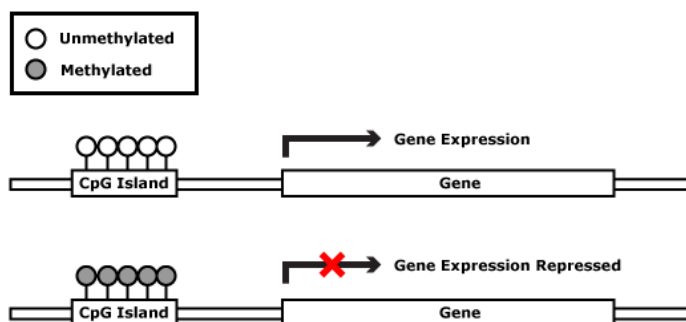 Unmethylated
Methylated
Gene Expression
CpG Island
Gene
Gene Expression Repressed
CpG Island
Gene